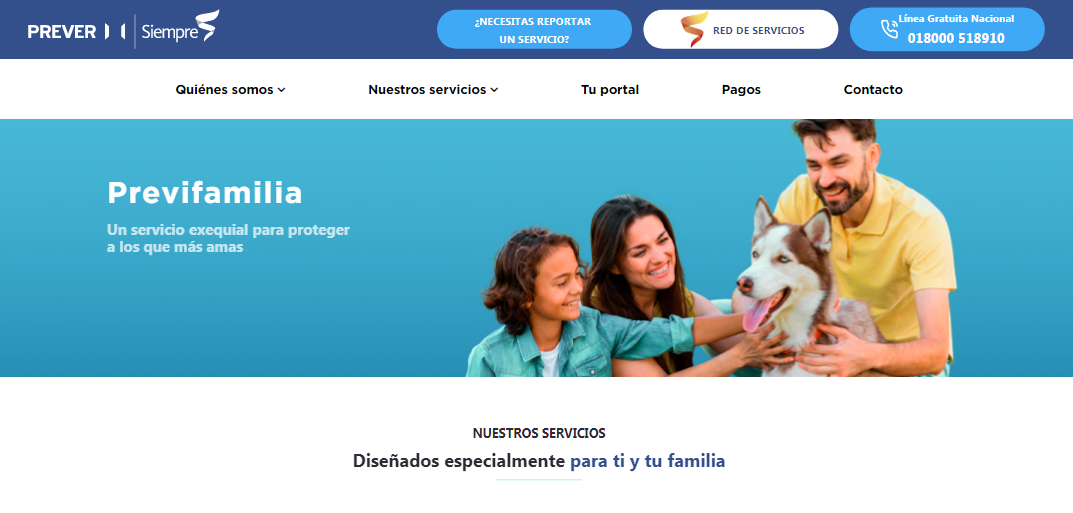 PREVER
Siempre
¿NECESITAS REPORTAR
UN SERVICIO?
RED DE SERVICIOS
Línea Gratuita Nacional
018000 518910
Quiénes somos
Nuestros servicios
Tu portal
Pagos
Contacto
Previfamilia
Un servicio exequial para proteger
a los que más amas
NUESTROS SERVICIOS
Diseñados especialmente para ti y tu familia